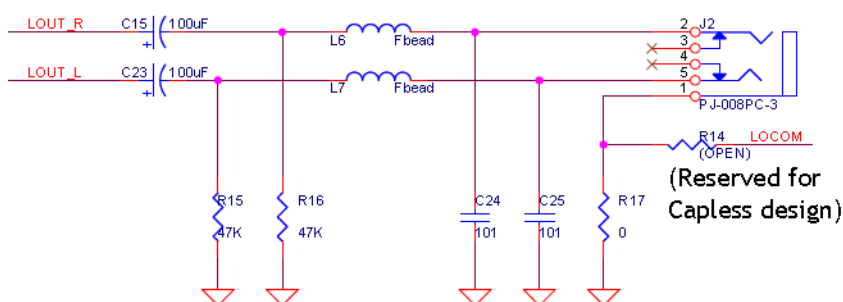 LOUT_R
C15
100uF
+
L6
Fbead
2
J2
3
4
LOUT_L
C23
100uF
+
L7
Fbead
5
1
PJ-008PC-3
R14
LOCOM
(OPEN)
(Reserved for
Capless design)
R15
47K
R16
47K
C24
101
C25
101
R17
0